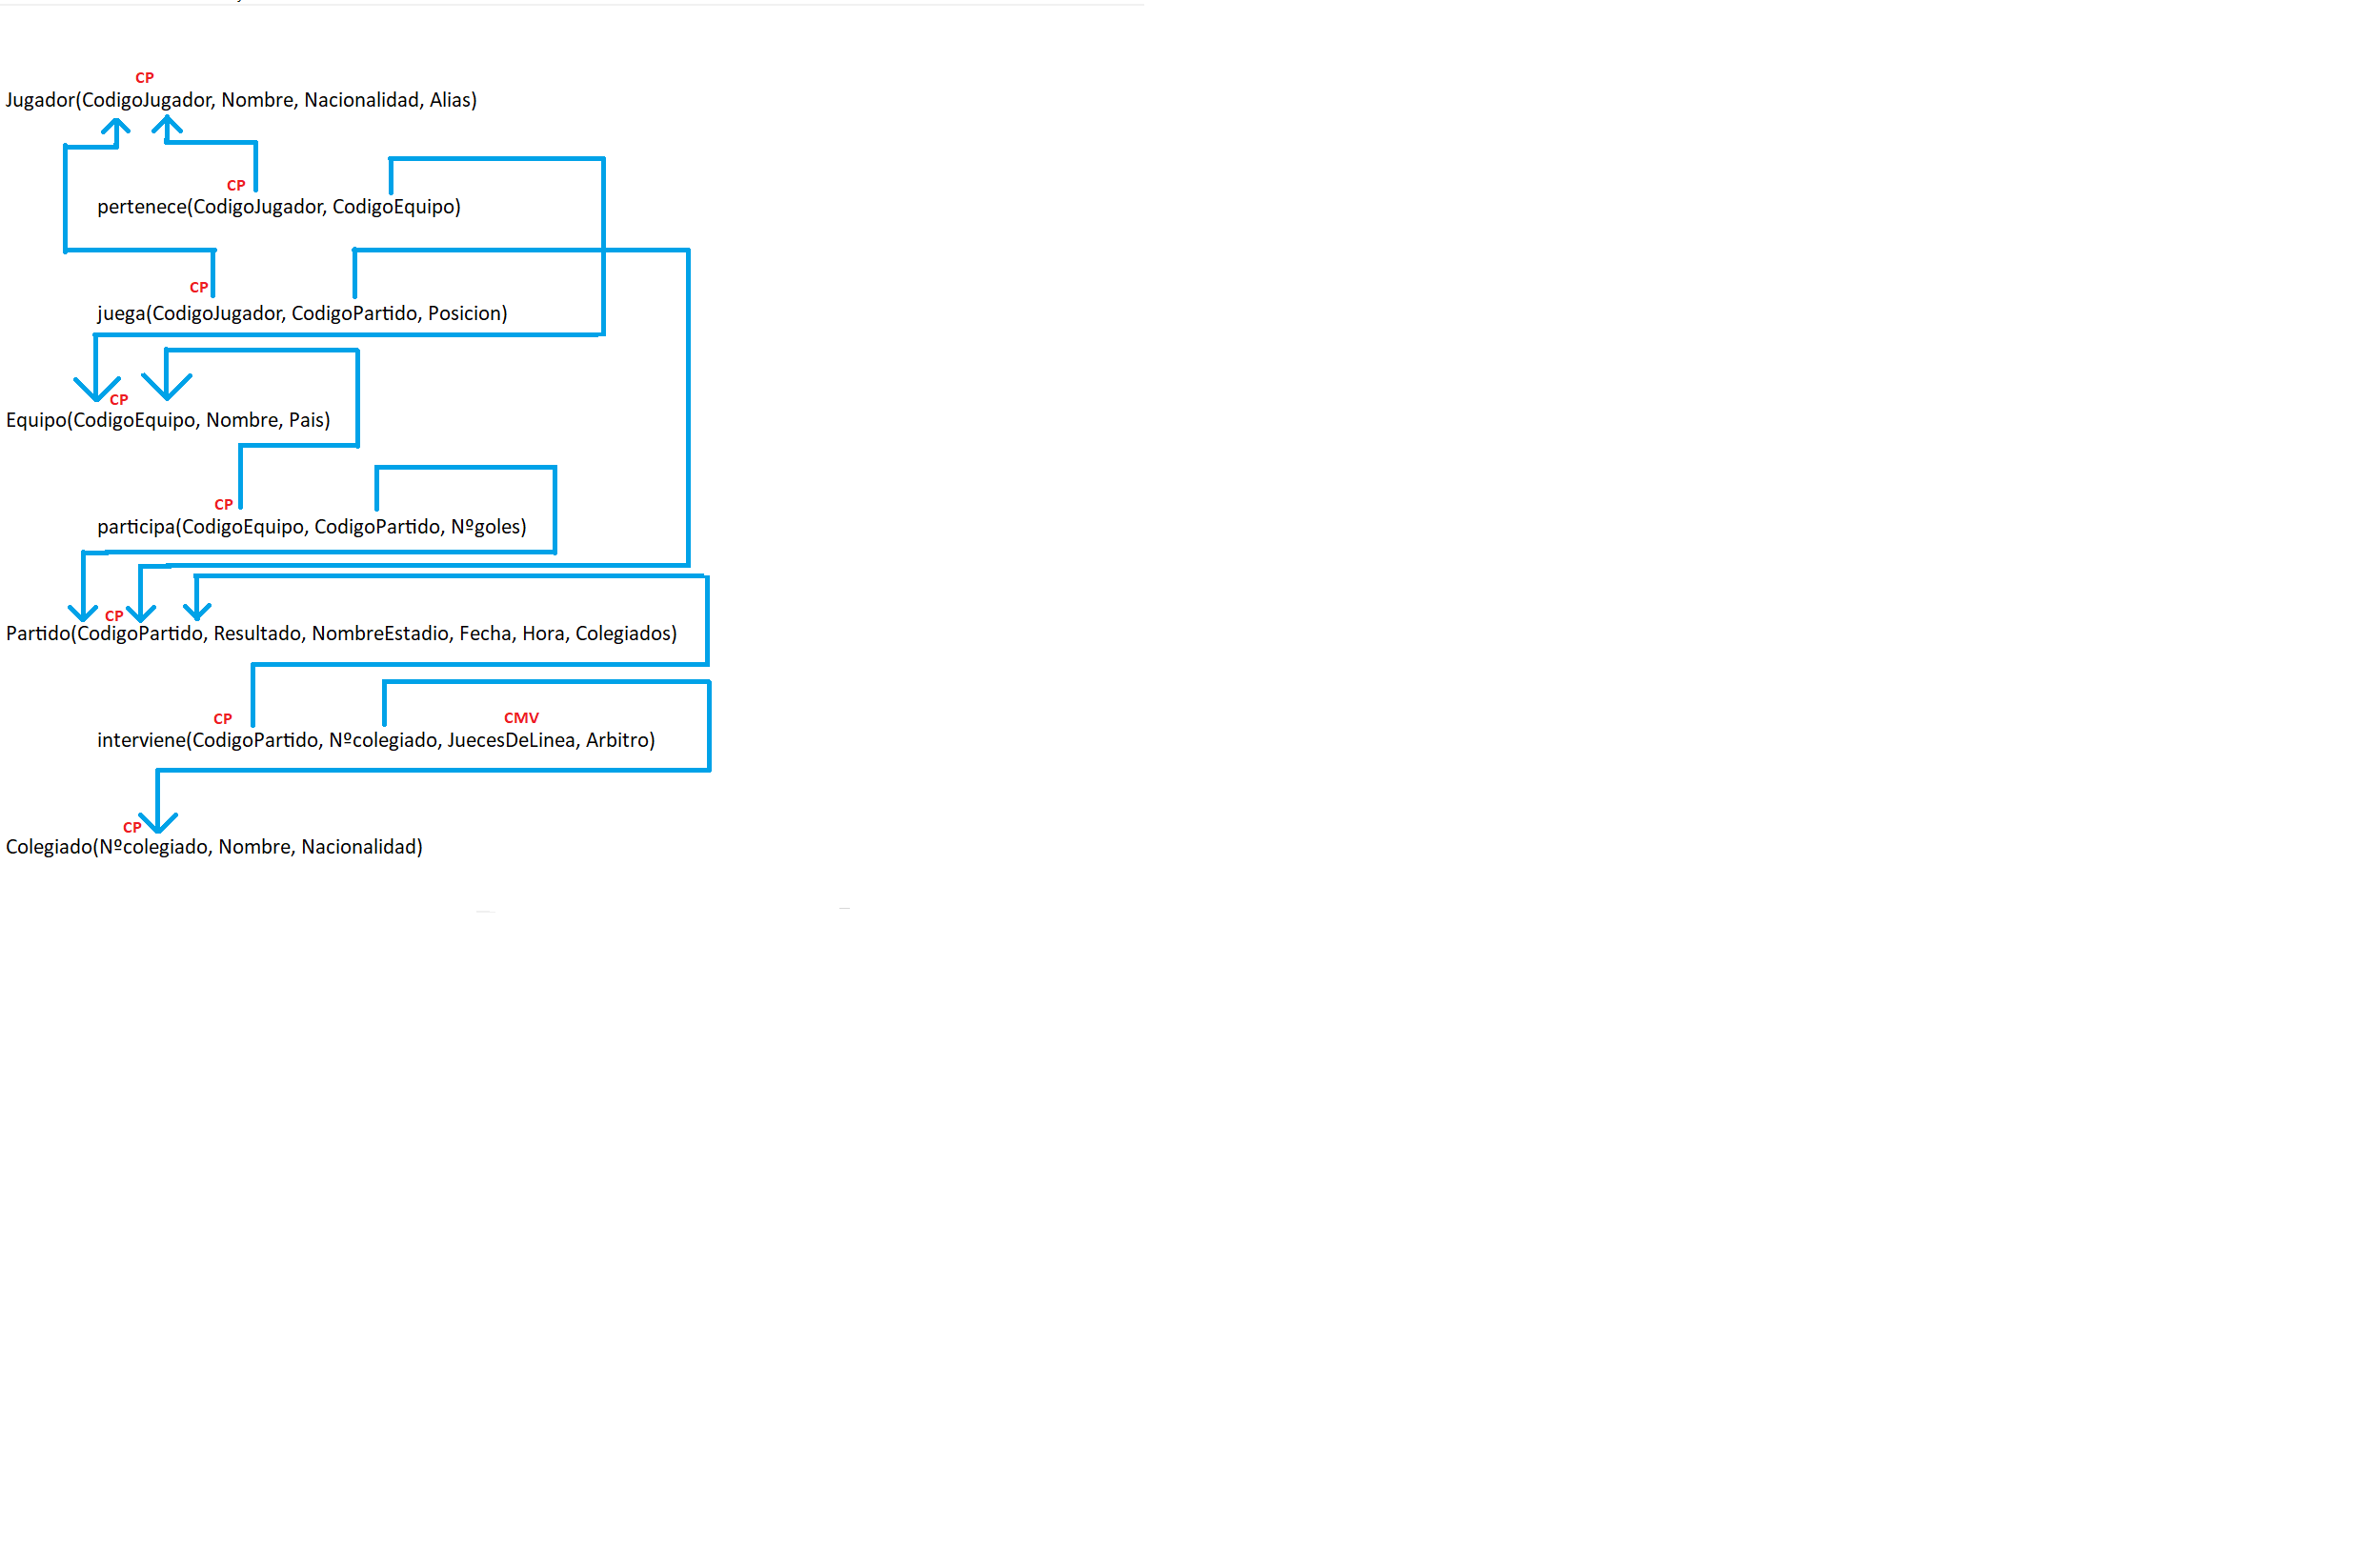 CP
Jugador(CodigoJugador, Nombre, Nacionalidad, Alias)
CP
pertenece(CodigoJugador, CodigoEquipo)
CP
juega(CodigoJugador, CodigoPartido, Posicion)
CP
Equipo(CodigoEquipo, Nombre, Pais)
CP
participa(CodigoEquipo, CodigoPartido, Nºgoles)
CP
Partido(CodigoPartido, Resultado, NombreEstadio, Fecha, Hora, Colegiados)
CP CMV
interviene(CodigoPartido, Nºcolegiado, JuecesDeLinea, Arbitro)
CP
Colegiado(Nºcolegiado, Nombre, Nacionalidad)